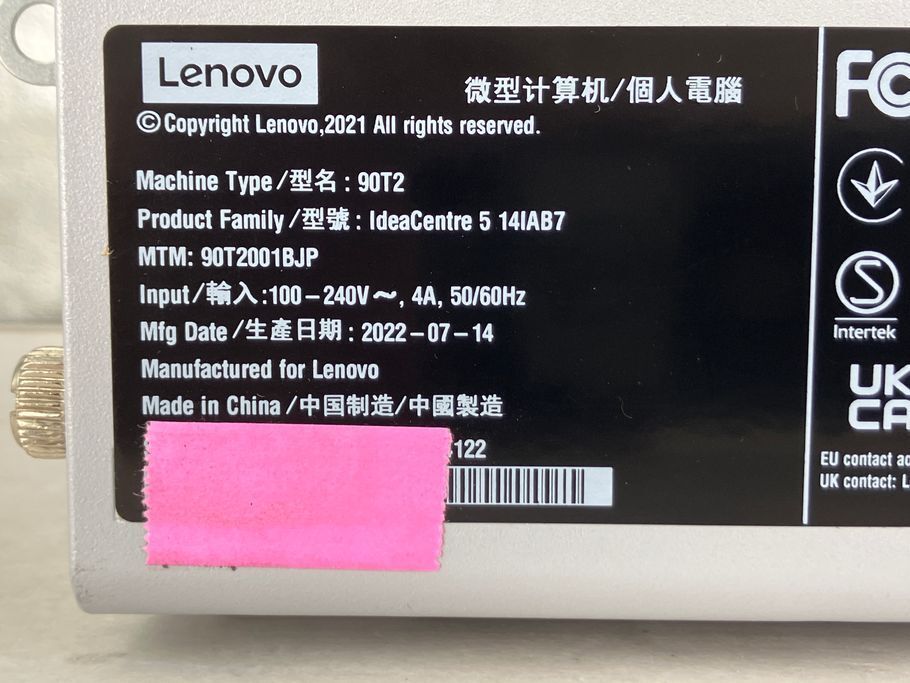 Lenovo
微型计算机/個人電腦
©Copyright Lenovo,2021 All rights reserved.
Machine Type/型名: 90T2
Product Family/型號: IdeaCentre 5 14IAB7
MTM: 90T2001BJP
Input/輸入:100–240V～, 4A, 50/60Hz
Mfg Date/生產日期: 2022–07–14
Manufactured for Lenovo
Made in China/中国制造/中國製造
122
FC
S
Intertek
UK
CA
EU contact
UK contact: L